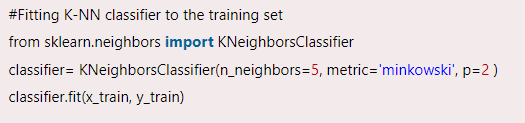 #Fitting K-NN classifier to the training set
from sklearn.neighbors import KNeighborsClassifier
classifier= KNeighborsClassifier(n_neighbors=5, metric='minkowski', p=2 )
classifier.fit(x_train, y_train)